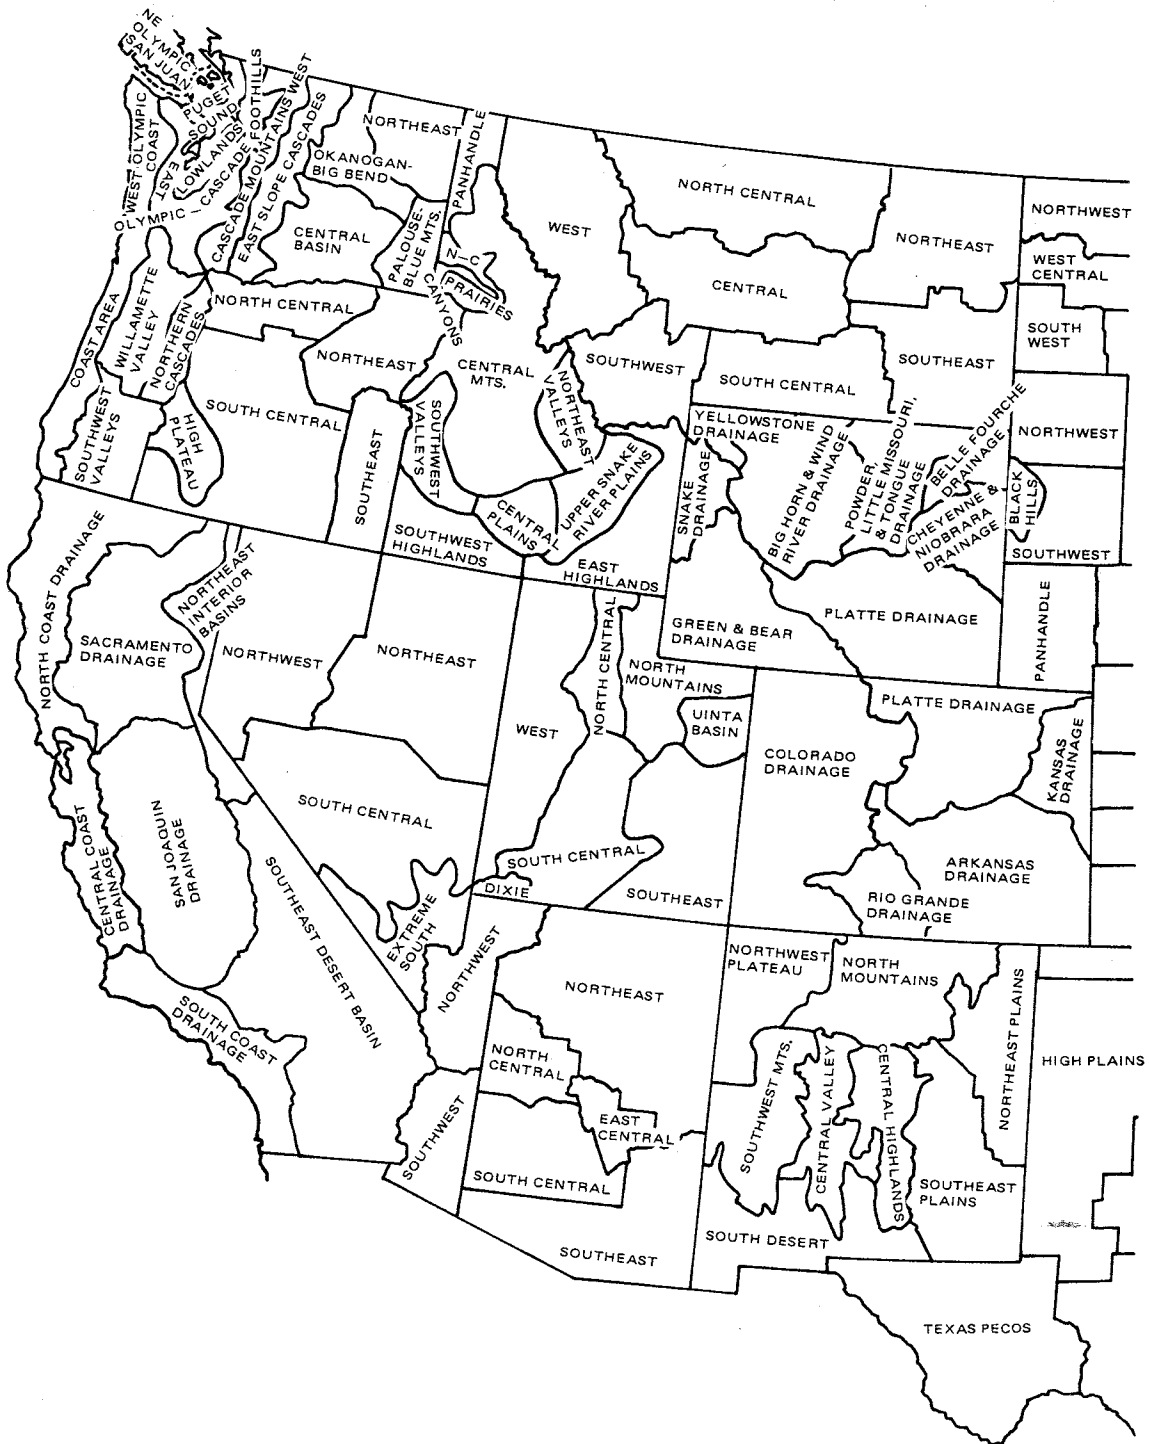 NE
OLYMPIC
SAN JUAN
PUGET
SOUND
LOWLANDS
WEST OLYMPIC
COAST
EAST
OLYMPIC – CASCADE FOOTHILLS
CASCADE MOUNTAINS WEST
EAST SLOPE CASCADES
OKANOGAN-
BIG BEND
NORTHEAST
CENTRAL
BASIN
PALOUSE-
BLUE MTS.
PANHANDLE
N–C
PRAIRIES
CANYONS
CENTRAL
MTS.
NORTHEAST
VALLEYS
SOUTHWEST
VALLEYS
CENTRAL
PLAINS
UPPER SNAKE
RIVER PLAINS
SOUTHWEST
HIGHLANDS
EAST
HIGHLANDS
COAST AREA
WILLAMETTE
VALLEY
NORTHERN
CASCADES
NORTH CENTRAL
NORTHEAST
SOUTH CENTRAL
HIGH
PLATEAU
SOUTHWEST
VALLEYS
SOUTHEAST
WEST
NORTH CENTRAL
NORTHEAST
CENTRAL
SOUTHWEST
SOUTH CENTRAL
SOUTHEAST
NORTHWEST
WEST
CENTRAL
SOUTH
WEST
NORTHWEST
BLACK
HILLS
SOUTHWEST
YELLOWSTONE
DRAINAGE
SNAKE
DRAINAGE
BIG HORN & WIND
RIVER DRAINAGE
POWDER,
LITTLE MISSOURI,
& TONGUE
DRAINAGE
BELLE FOURCHE
DRAINAGE
CHEYENNE &
NIOBRARA
DRAINAGE
PLATTE DRAINAGE
GREEN & BEAR
DRAINAGE
PANHANDLE
NORTH COAST DRAINAGE
SACRAMENTO
DRAINAGE
NORTHEAST
INTERIOR
BASINS
CENTRAL COAST
DRAINAGE
SAN JOAQUIN
DRAINAGE
SOUTHEAST DESERT BASIN
SOUTH COAST
DRAINAGE
NORTHWEST
NORTHEAST
SOUTH CENTRAL
EXTREME
SOUTH
WEST
NORTH CENTRAL
NORTH
MOUNTAINS
UINTA
BASIN
SOUTH CENTRAL
DIXIE
SOUTHEAST
PLATTE DRAINAGE
KANSAS
DRAINAGE
COLORADO
DRAINAGE
ARKANSAS
DRAINAGE
RIO GRANDE
DRAINAGE
NORTHWEST
NORTHEAST
NORTH
CENTRAL
EAST
CENTRAL
SOUTHWEST
SOUTH CENTRAL
SOUTHEAST
NORTHWEST
PLATEAU
NORTH
MOUNTAINS
NORTHEAST PLAINS
SOUTHWEST MTS.
CENTRAL VALLEY
CENTRAL HIGHLANDS
SOUTHEAST
PLAINS
SOUTH DESERT
HIGH PLAINS
TEXAS PECOS